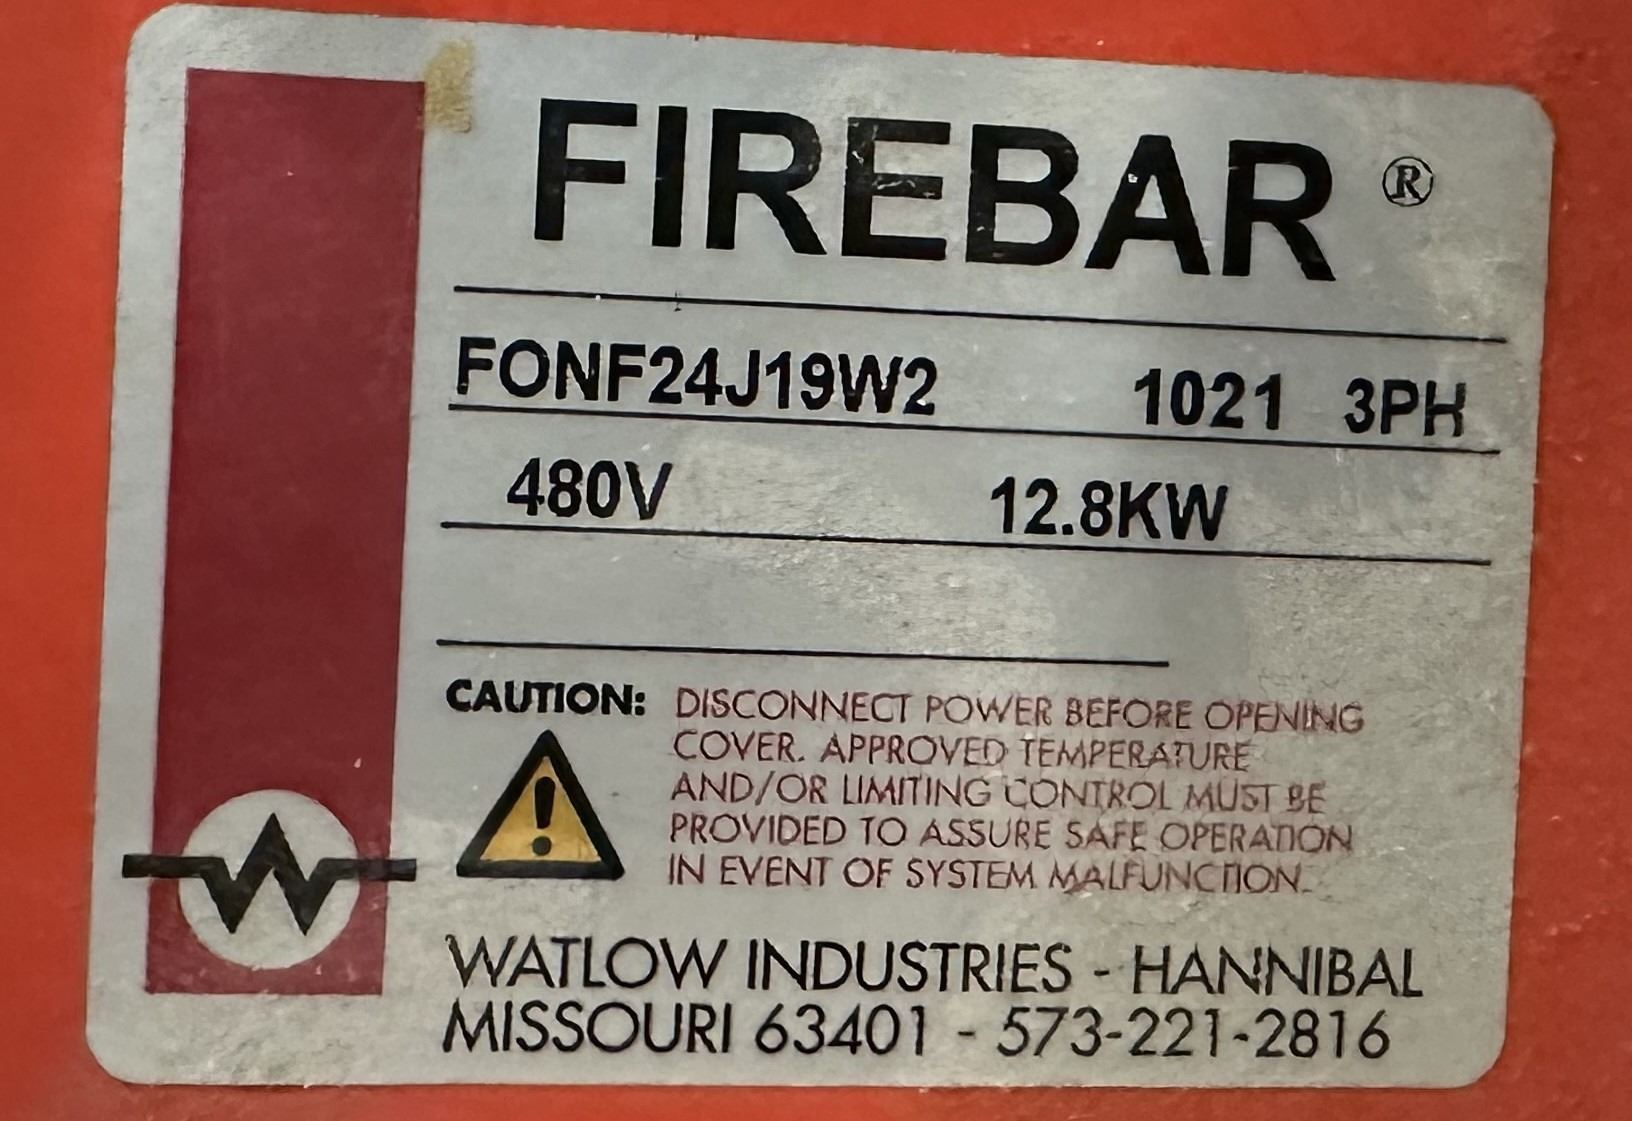 FIREBAR ®
FONF24J19W2 1021 3PH
480V 12.8KW
CAUTION: DISCONNECT POWER BEFORE OPENING
COVER. APPROVED TEMPERATURE
AND/OR LIMITING CONTROL MUST BE
PROVIDED TO ASSURE SAFE OPERATION
IN EVENT OF SYSTEM MALFUNCTION.
WATLOW INDUSTRIES - HANNIBAL
MISSOURI 63401 - 573-221-2816